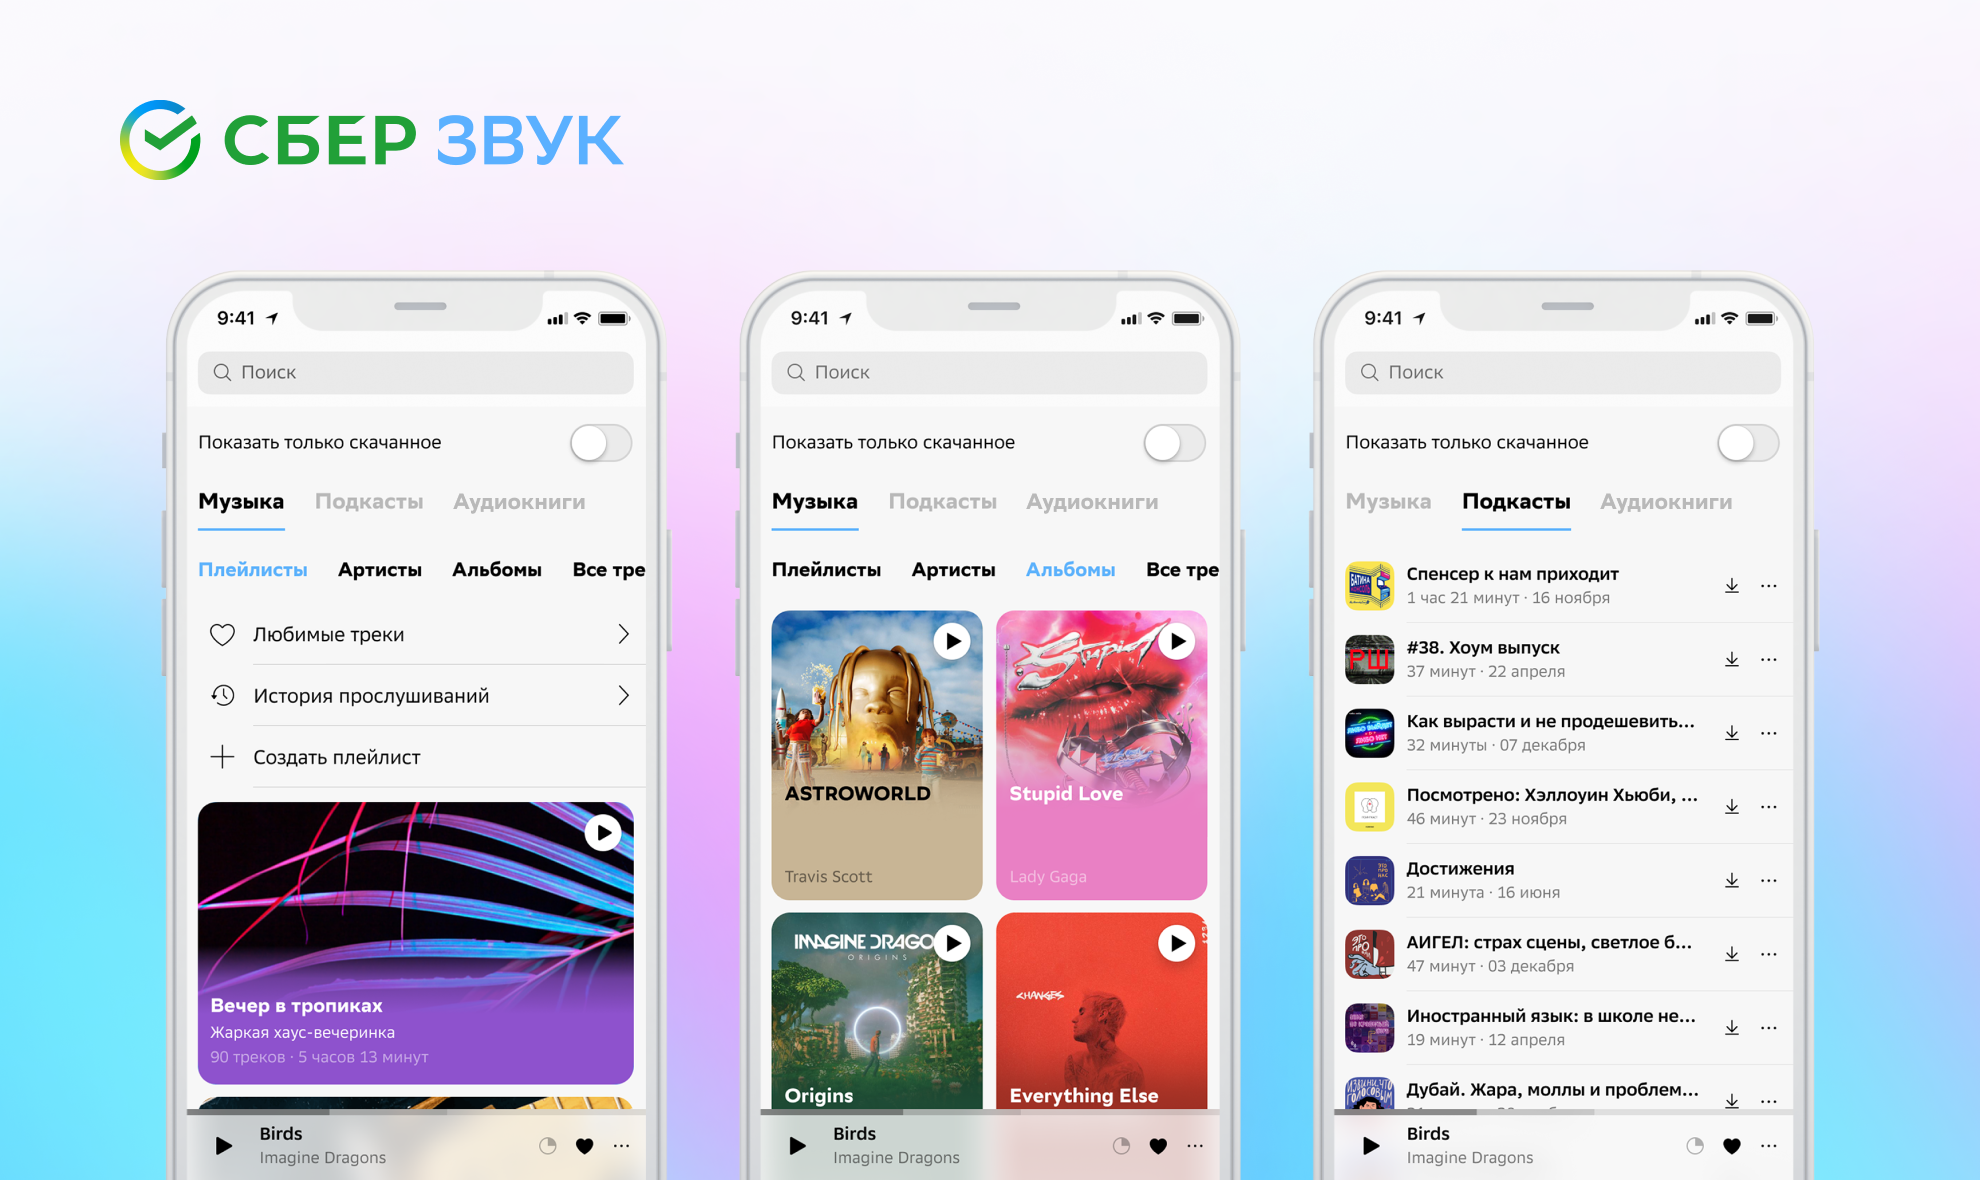 СБЕР ЗВУК
9:41
Поиск
Показать только скачанное
Музыка Подкасты Аудиокниги
Плейлисты Артисты Альбомы Все тре
Любимые треки
История прослушиваний
Создать плейлист
Вечер в тропиках
Жаркая хаус-вечеринка
90 треков · 5 часов 13 минут
Birds
Imagine Dragons
9:41
Поиск
Показать только скачанное
Музыка Подкасты Аудиокниги
Плейлисты Артисты Альбомы Все тре
ASTROWORLD
Travis Scott
Stupid
Stupid Love
Lady Gaga
IMAGINE DRAGO
ORIGINS
Origins
CHANGES
Everything Else
Birds
Imagine Dragons
9:41
Поиск
Показать только скачанное
Музыка Подкасты Аудиокниги
Спенсер к нам приходит
1 час 21 минут · 16 ноября
РШ
#38. Хоум выпуск
37 минут · 22 апреля
Как вырасти и не продешевить...
32 минуты · 07 декабря
Посмотрено: Хэллоуин Хьюби, ...
46 минут · 23 ноября
ЭТО
ПРО
НАС
Достижения
21 минута · 16 июня
АИГЕЛ: страх сцены, светлое б...
47 минут · 03 декабря
Иностранный язык: в школе не...
19 минут · 12 апреля
Дубай. Жара, моллы и проблем...
Birds
Imagine Dragons